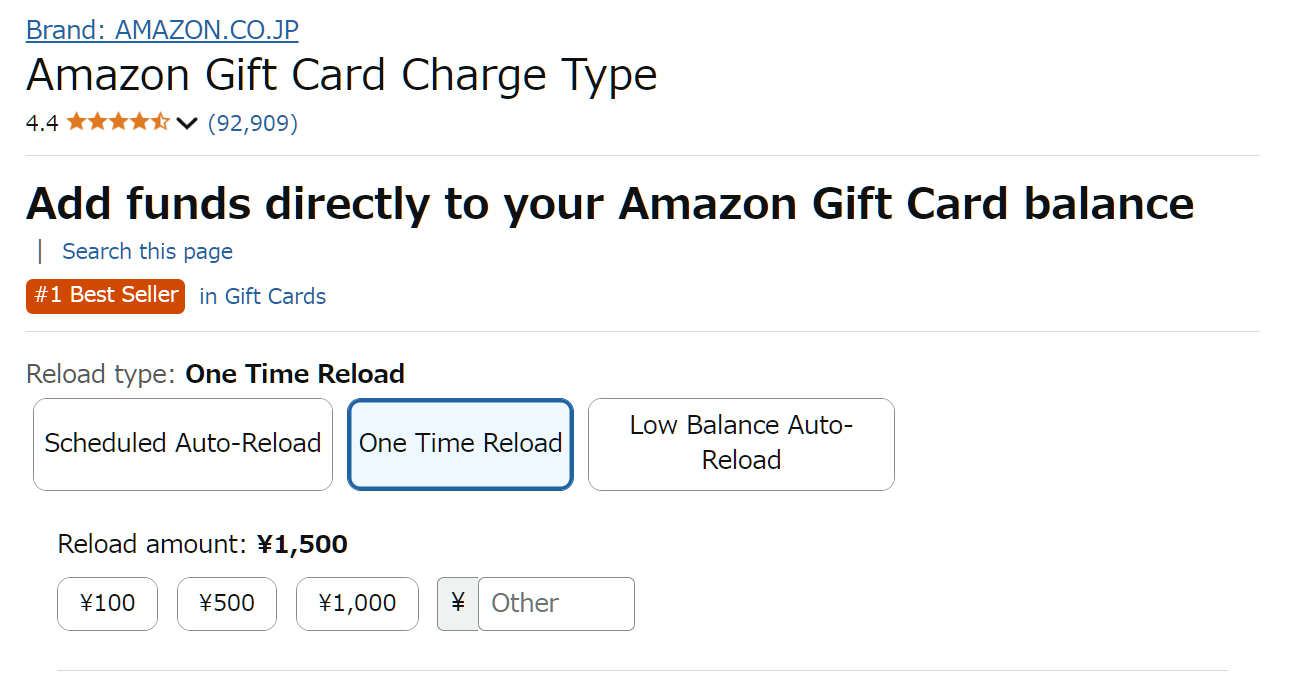 Brand: AMAZON.CO.JP
Amazon Gift Card Charge Type
4.4 (92,909)
Add funds directly to your Amazon Gift Card balance
| Search this page
#1 Best Seller in Gift Cards
Reload type: One Time Reload
Scheduled Auto-Reload
One Time Reload
Low Balance Auto-
Reload
Reload amount: ¥1,500
¥100 ¥500 ¥1,000 ¥ Other